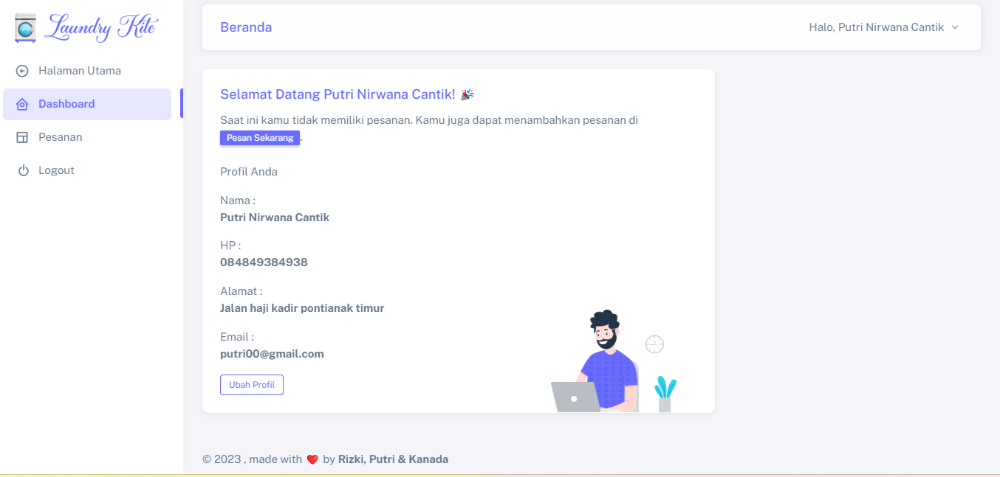 Laundry Kite
Halaman Utama
Dashboard
Pesanan
Logout
Beranda
Halo, Putri Nirwana Cantik
Selamat Datang Putri Nirwana Cantik! 🎉
Saat ini kamu tidak memiliki pesanan. Kamu juga dapat menambahkan pesanan di
Pesan Sekarang.
Profil Anda
Nama :
Putri Nirwana Cantik
HP :
084849384938
Alamat :
Jalan haji kadir pontianak timur
Email :
putri00@gmail.com
Ubah Profil
© 2023 , made with ❤️ by Rizki, Putri & Kanada